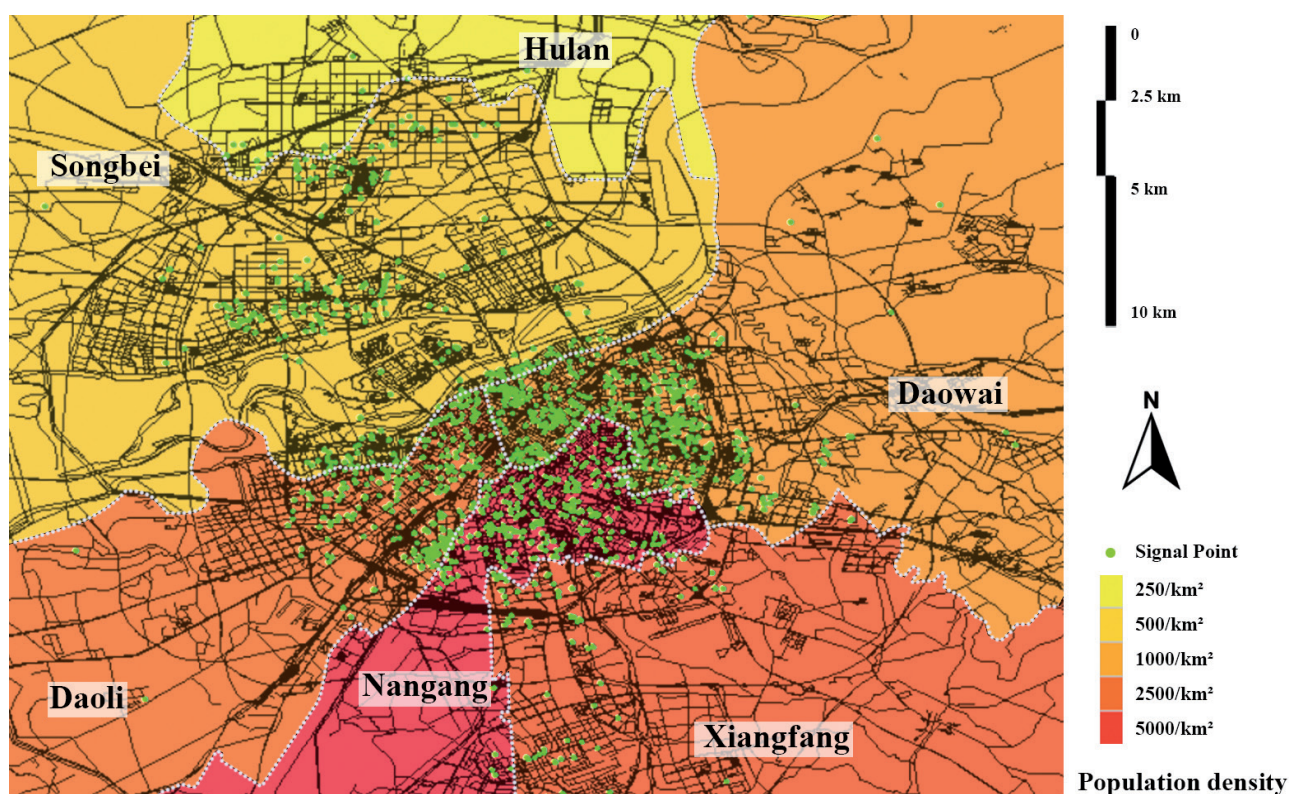 Hulan
Songbei
Daowai
Daoli
Nangang
Xiangfang
0
2.5 km
5 km
10 km
N
Signal Point
250/km²
500/km²
1000/km²
2500/km²
5000/km²
Population density